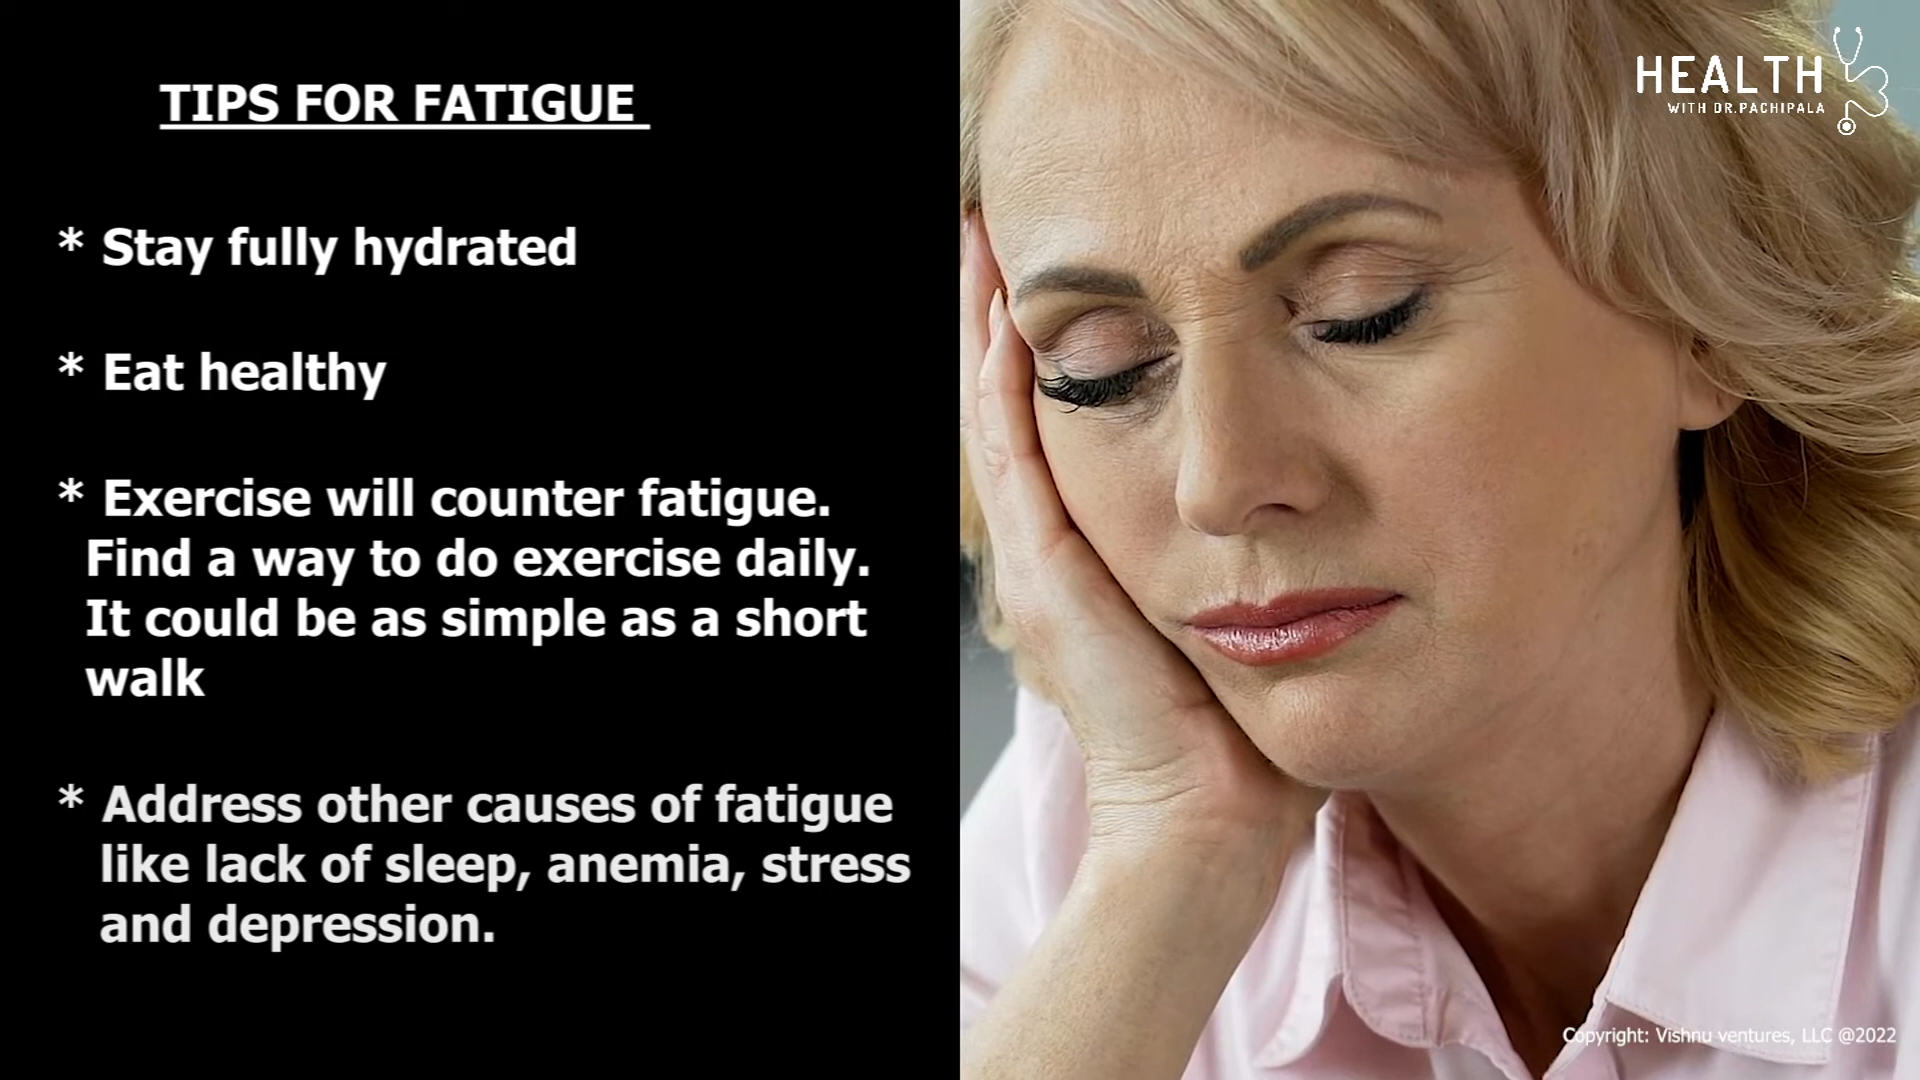 TIPS FOR FATIGUE
* Stay fully hydrated
* Eat healthy
* Exercise will counter fatigue.
Find a way to do exercise daily.
It could be as simple as a short
walk
* Address other causes of fatigue
like lack of sleep, anemia, stress
and depression.
HEALTH
WITH DR.PACHIPALA
Copyright: Vishnu ventures, LLC @2022